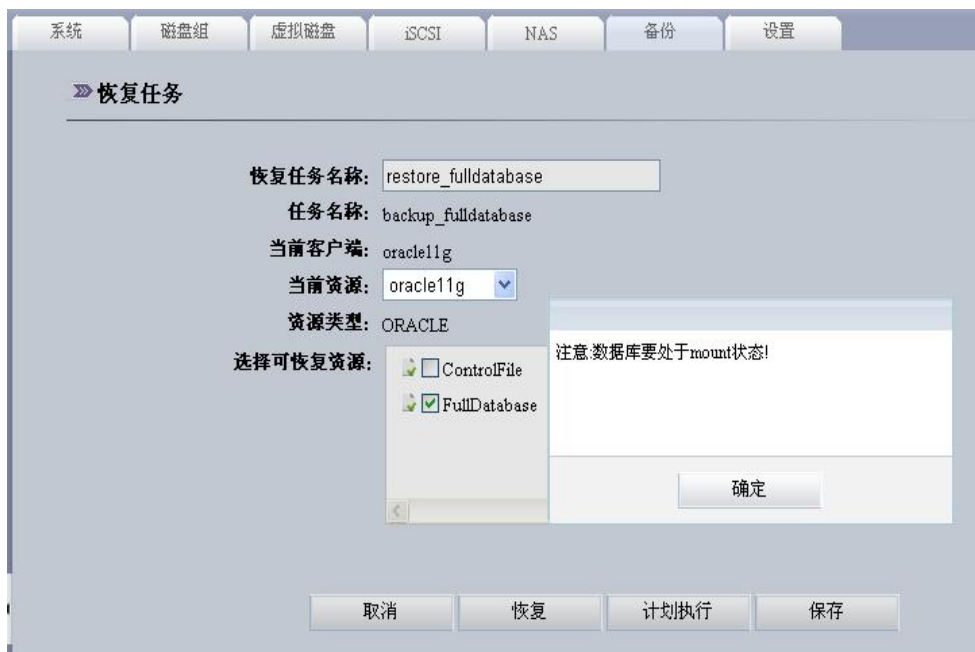 系统 磁盘组 虚拟磁盘 iSCSI NAS 备份 设置
恢复任务
恢复任务名称: restore_fulldatabase
任务名称: backup_fulldatabase
当前客户端: oracle11g
当前资源: oracle11g
资源类型: ORACLE
注意:数据库要处于mount状态!
选择可恢复资源: ControlFile
FullDatabase
确定
取消 恢复 计划执行 保存